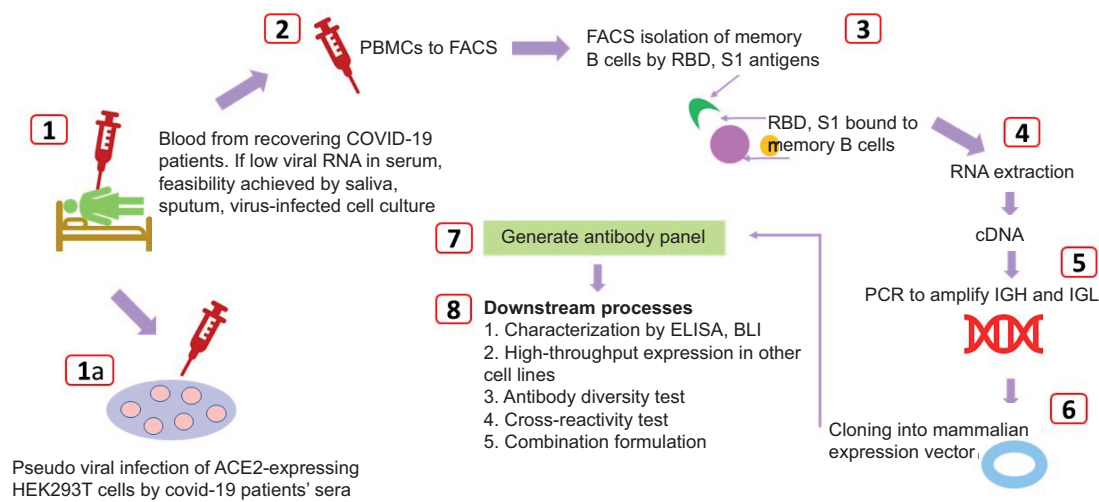 1
Blood from recovering COVID-19
patients. If low viral RNA in serum,
feasibility achieved by saliva,
sputum, virus-infected cell culture
1a
Pseudo viral infection of ACE2-expressing
HEK293T cells by covid-19 patients' sera
2
PBMCs to FACS
3
FACS isolation of memory
B cells by RBD, S1 antigens
RBD, S1 bound to
memory B cells
4
RNA extraction
cDNA
5
PCR to amplify IGH and IGL
6
Cloning into mammalian
expression vector
7
Generate antibody panel
8
Downstream processes
1. Characterization by ELISA, BLI
2. High-throughput expression in other
cell lines
3. Antibody diversity test
4. Cross-reactivity test
5. Combination formulation